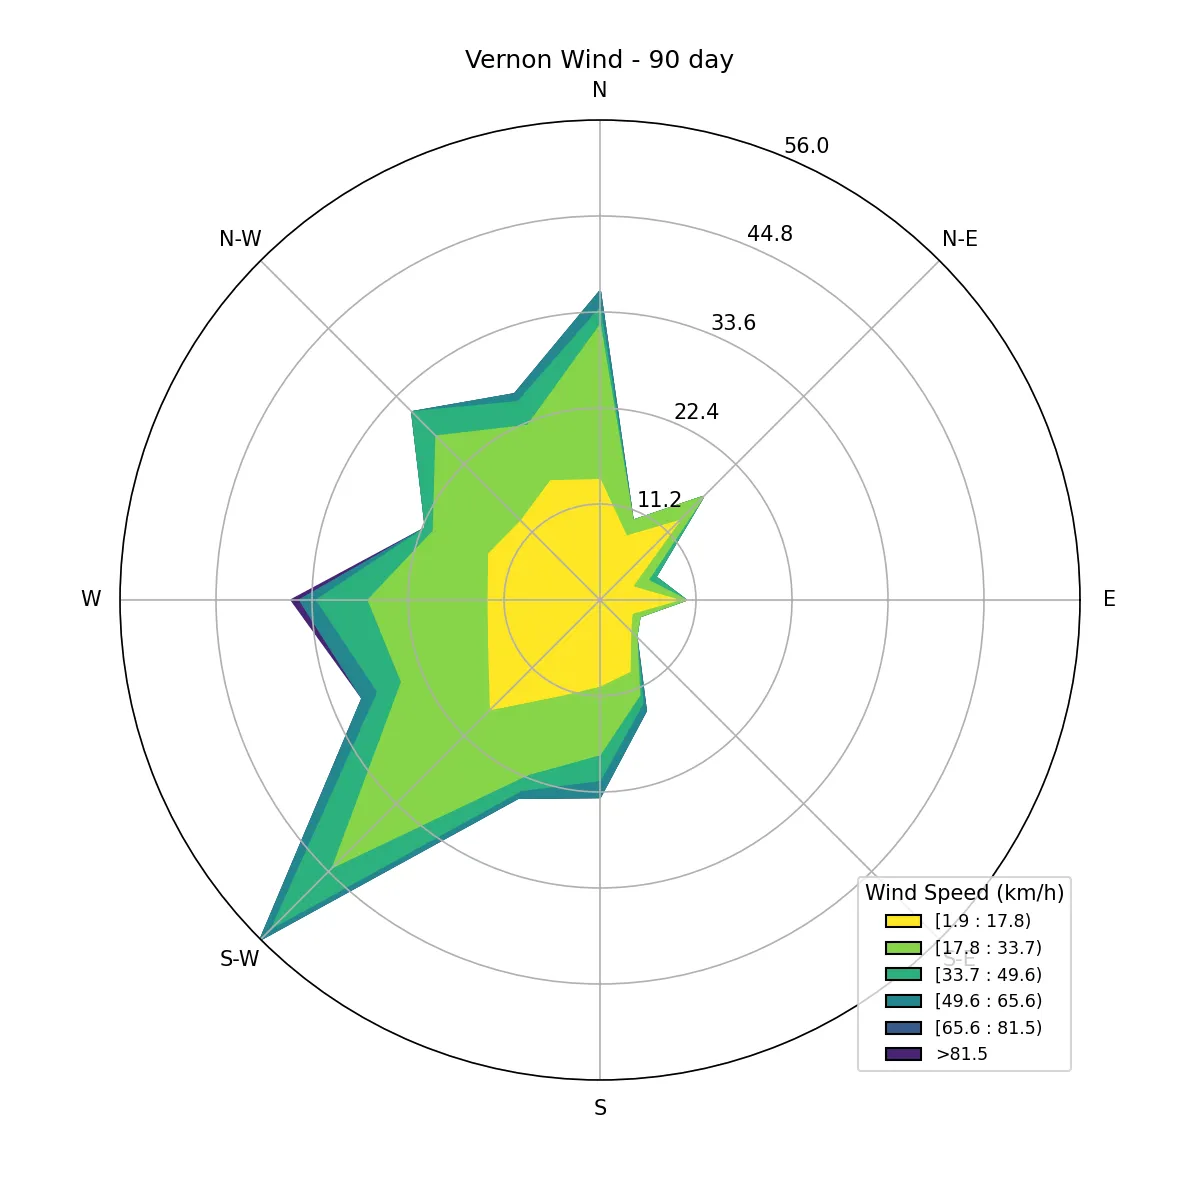 Vernon Wind - 90 day
N
56.0
44.8
N-W
N-E
33.6
22.4
11.2
W
E
S-W
S-E
Wind Speed (km/h)
[1.9 : 17.8)
[17.8 : 33.7)
[33.7 : 49.6)
[49.6 : 65.6)
[65.6 : 81.5)
>81.5
S